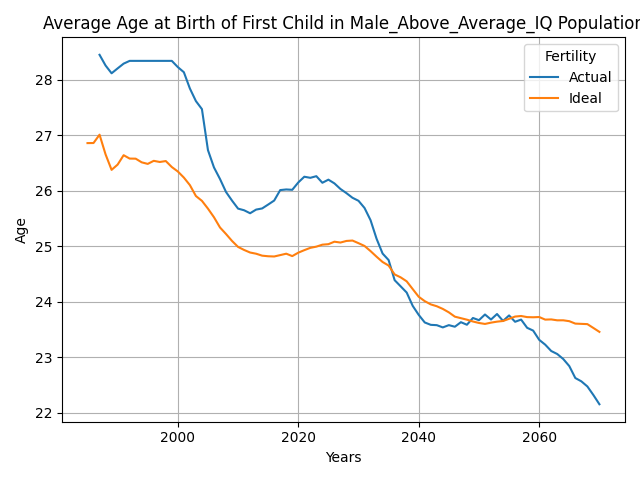 Average Age at Birth of First Child in Male_Above_Average_IQ Population
Fertility
Actual
Ideal
28
27
26
25
24
23
22
Age
2000
2020
2040
2060
Years